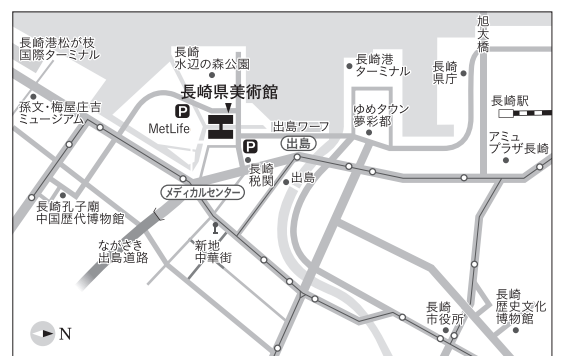 旭大橋
長崎港松が枝
国際ターミナル
長崎
水辺の森公園
長崎港
ターミナル
長崎
県庁
長崎県美術館
P
孫文・梅屋庄吉
ミュージアム
MetLife
ゆめタウン
夢彩都
長崎駅
出島ワーフ
出島
アミュ
プラザ長崎
P
長崎
税関
出島
メディカルセンター
長崎孔子廟
中国歴代博物館
ながさき
出島道路
新地
中華街
長崎
市役所
長崎
歴史文化
博物館
N